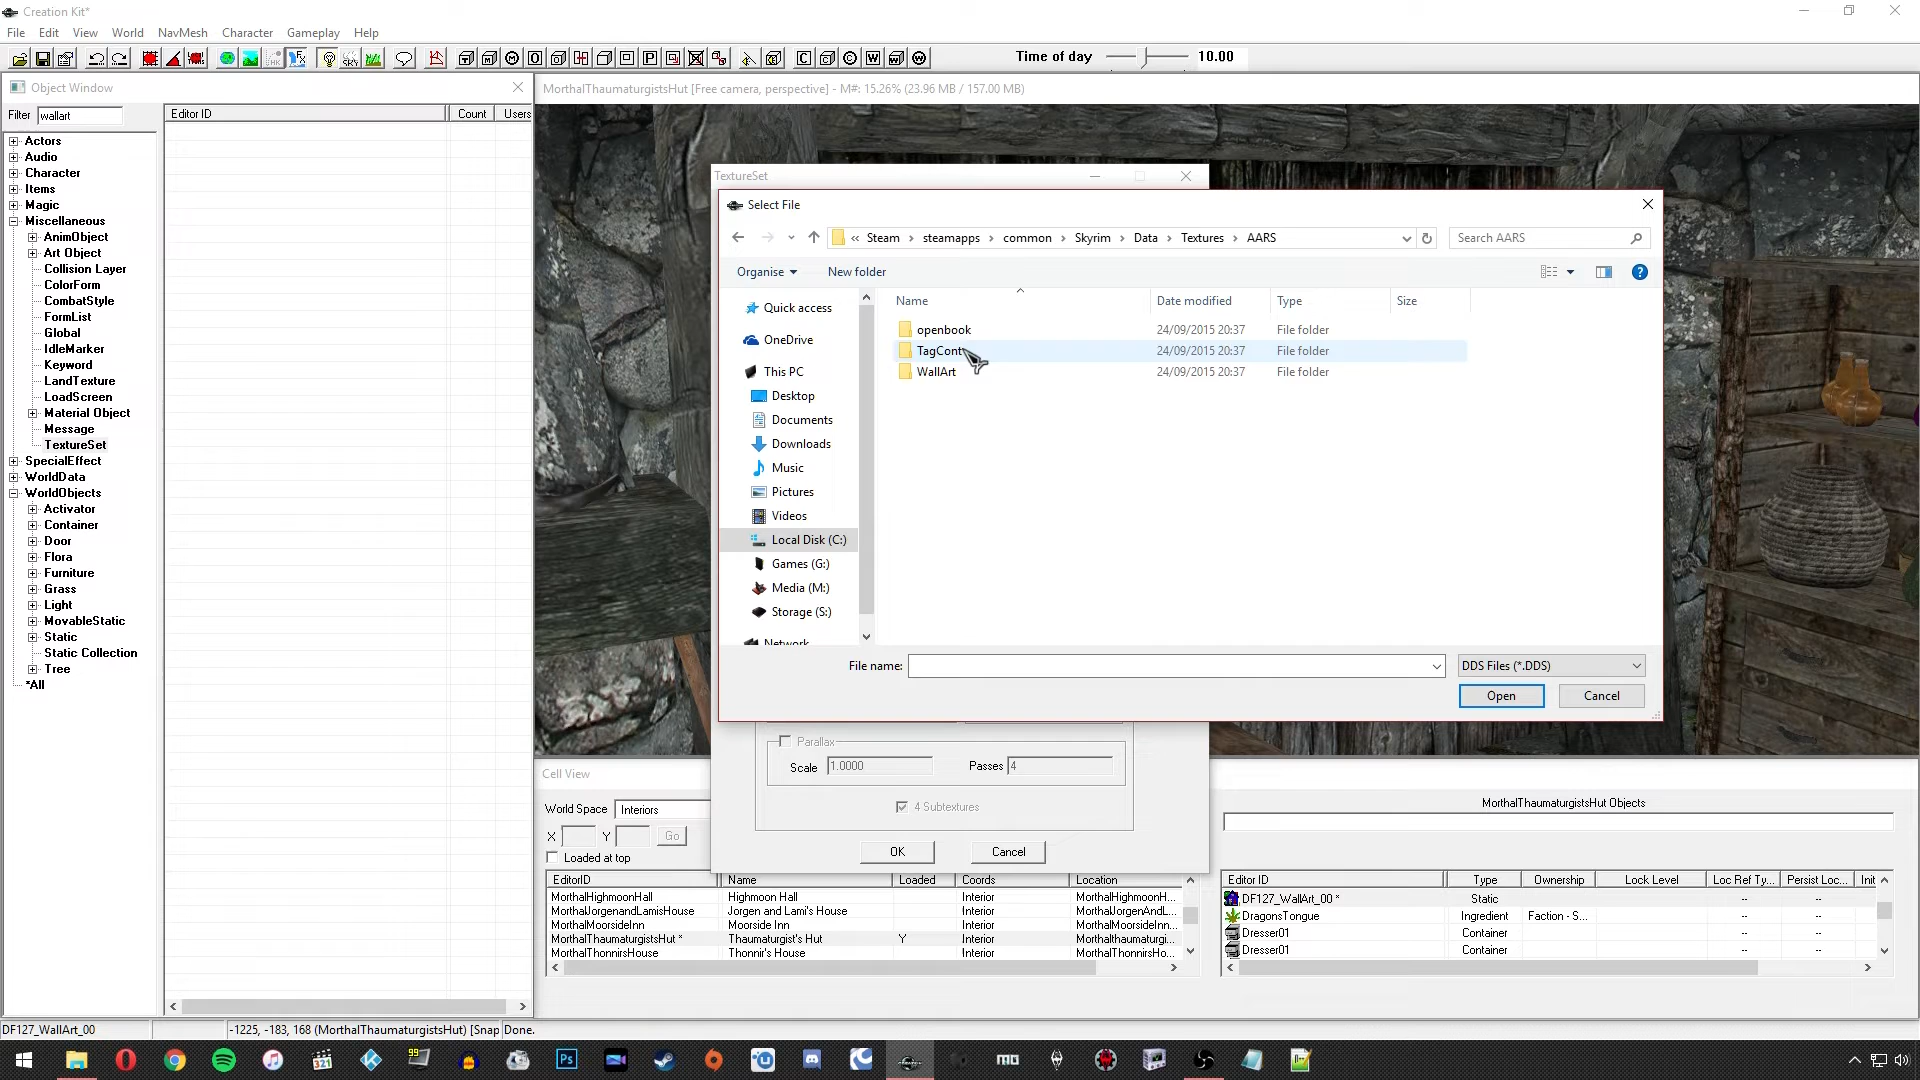 Creation Kit*
File Edit View World NavMesh Character Gameplay Help
Time of day 10.00
Object Window
MorthalThaumaturgistsHut [Free camera, perspective] - M#: 15.26% (23.96 MB / 157.00 MB)
Filter wallart
Editor ID Count Users
Actors
Audio
Character
Items
Magic
Miscellaneous
AnimObject
Art Object
Collision Layer
ColorForm
CombatStyle
FormList
Global
IdleMarker
Keyword
LandTexture
LoadScreen
Material Object
Message
TextureSet
SpecialEffect
WorldData
WorldObjects
Activator
Container
Door
Flora
Furniture
Grass
Light
MovableStatic
Static
Static Collection
Tree
*All
TextureSet
Select File
« Steam > steamapps > common > Skyrim > Data > Textures > AARS
Search AARS
Organise New folder
Quick access
OneDrive
This PC
Desktop
Documents
Downloads
Music
Pictures
Videos
Local Disk (C:)
Games (G:)
Media (M:)
Storage (S:)
Network
Name Date modified Type Size
openbook 24/09/2015 20:37 File folder
TagCont 24/09/2015 20:37 File folder
WallArt 24/09/2015 20:37 File folder
File name: DDS Files (*.DDS)
Open Cancel
Parallax
Scale 1.0000 Passes 4
4 Subtextures
OK Cancel
Cell View
World Space Interiors
X Y Go
Loaded at top
EditorID Name Loaded Coords Location
MorthalHighmoonHall Highmoon Hall Interior MorthalHighmoonH...
MorthalJorgenandLamisHouse Jorgen and Lami's House Interior MorthalJorgenAndL...
MorthalMoorsideInn Moorside Inn Interior MorthalMoorsideInn...
MorthalThaumaturgistsHut * Thaumaturgist's Hut Y Interior Morthalthaumaturgi...
MorthalThonnirsHouse Thonnir's House Interior MorthalThonnirsHo...
MorthalThaumaturgistsHut Objects
Editor ID Type Ownership Lock Level Loc Ref Ty... Persist Loc... Init
DF127_WallArt_00 * Static -- --
DragonsTongue Ingredient Faction - S... -- --
Dresser01 Container -- --
Dresser01 Container -- --
DF127_WallArt_00 -1225, -183, 168 (MorthalThaumaturgistsHut) [Snap Done.
99
321
Ps
MO